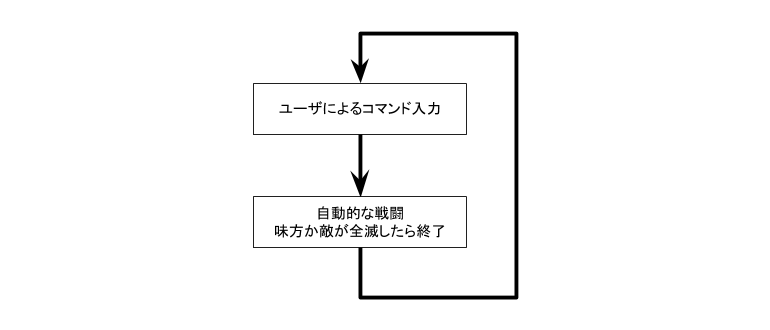 ユーザによるコマンド入力
自動的な戦闘
味方か敵が全滅したら終了